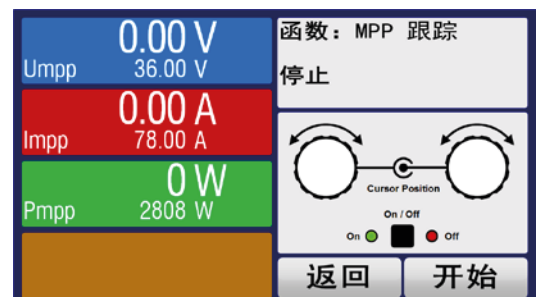 0.00 V
Umpp 36.00 V
0.00 A
Impp 78.00 A
0 W
Pmpp 2808 W
函数：MPP 跟踪
停止
Cursor Position
On / Off
On Off
返回 开始